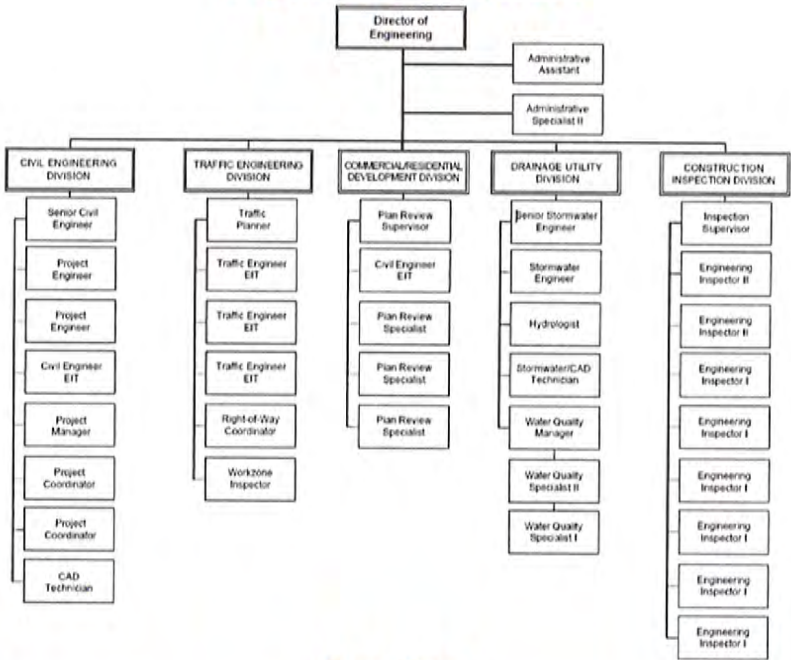 Director of
Engineering
Administrative
Assistant
Administrative
Specialist II
CIVIL ENGINEERING
DIVISION
TRAFFIC ENGINEERING
DIVISION
COMMERCIAL/RESIDENTIAL
DEVELOPMENT DIVISION
DRAINAGE UTILITY
DIVISION
CONSTRUCTION
INSPECTION DIVISION
Senior Civil
Engineer
Project
Engineer
Project
Engineer
Civil Engineer
EIT
Project
Manager
Project
Coordinator
Project
Coordinator
CAD
Technician
Traffic
Planner
Traffic Engineer
EIT
Traffic Engineer
EIT
Traffic Engineer
EIT
Right-of-Way
Coordinator
Workzone
Inspector
Plan Review
Supervisor
Civil Engineer
EIT
Plan Review
Specialist
Plan Review
Specialist
Plan Review
Specialist
Senior Stormwater
Engineer
Stormwater
Engineer
Hydrologist
Stormwater/CAD
Technician
Water Quality
Manager
Water Quality
Specialist II
Water Quality
Specialist I
Inspection
Supervisor
Engineering
Inspector II
Engineering
Inspector II
Engineering
Inspector I
Engineering
Inspector I
Engineering
Inspector I
Engineering
Inspector I
Engineering
Inspector I
Engineering
Inspector I